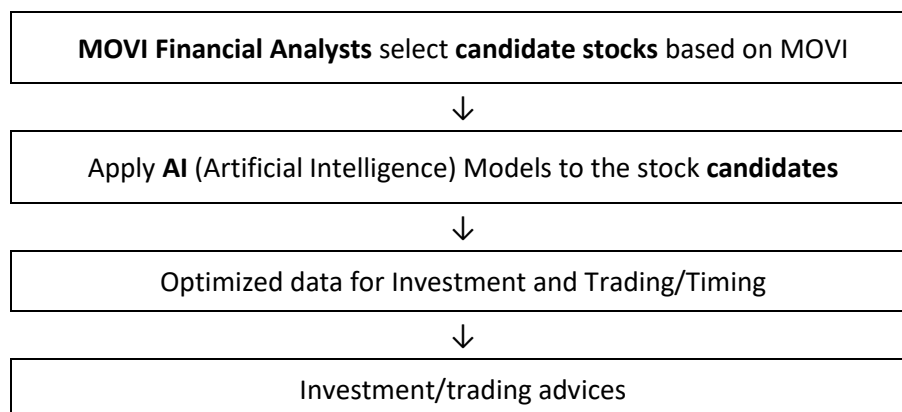 MOVI Financial Analysts select candidate stocks based on MOVI
↓
Apply AI (Artificial Intelligence) Models to the stock candidates
↓
Optimized data for Investment and Trading/Timing
↓
Investment/trading advices